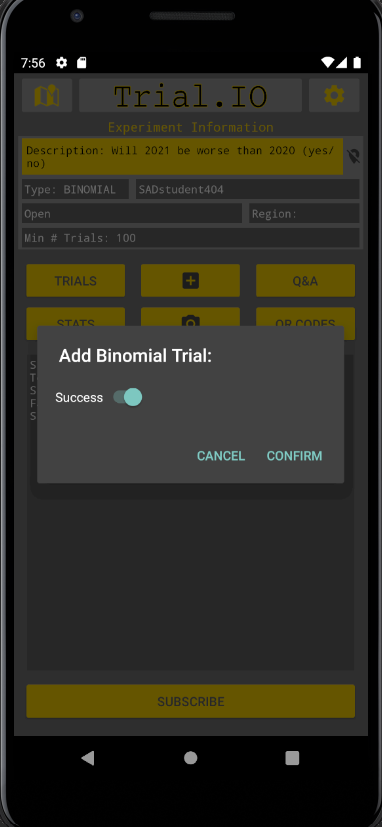 7:56
Trial.IO
Experiment Information
Description: Will 2021 be worse than 2020 (yes/
no)
Type: BINOMIAL SADstudent404
Open Region:
Min # Trials: 100
TRIALS Q&A
STATS QR CODES
Add Binomial Trial:
Success
CANCEL CONFIRM
SUBSCRIBE